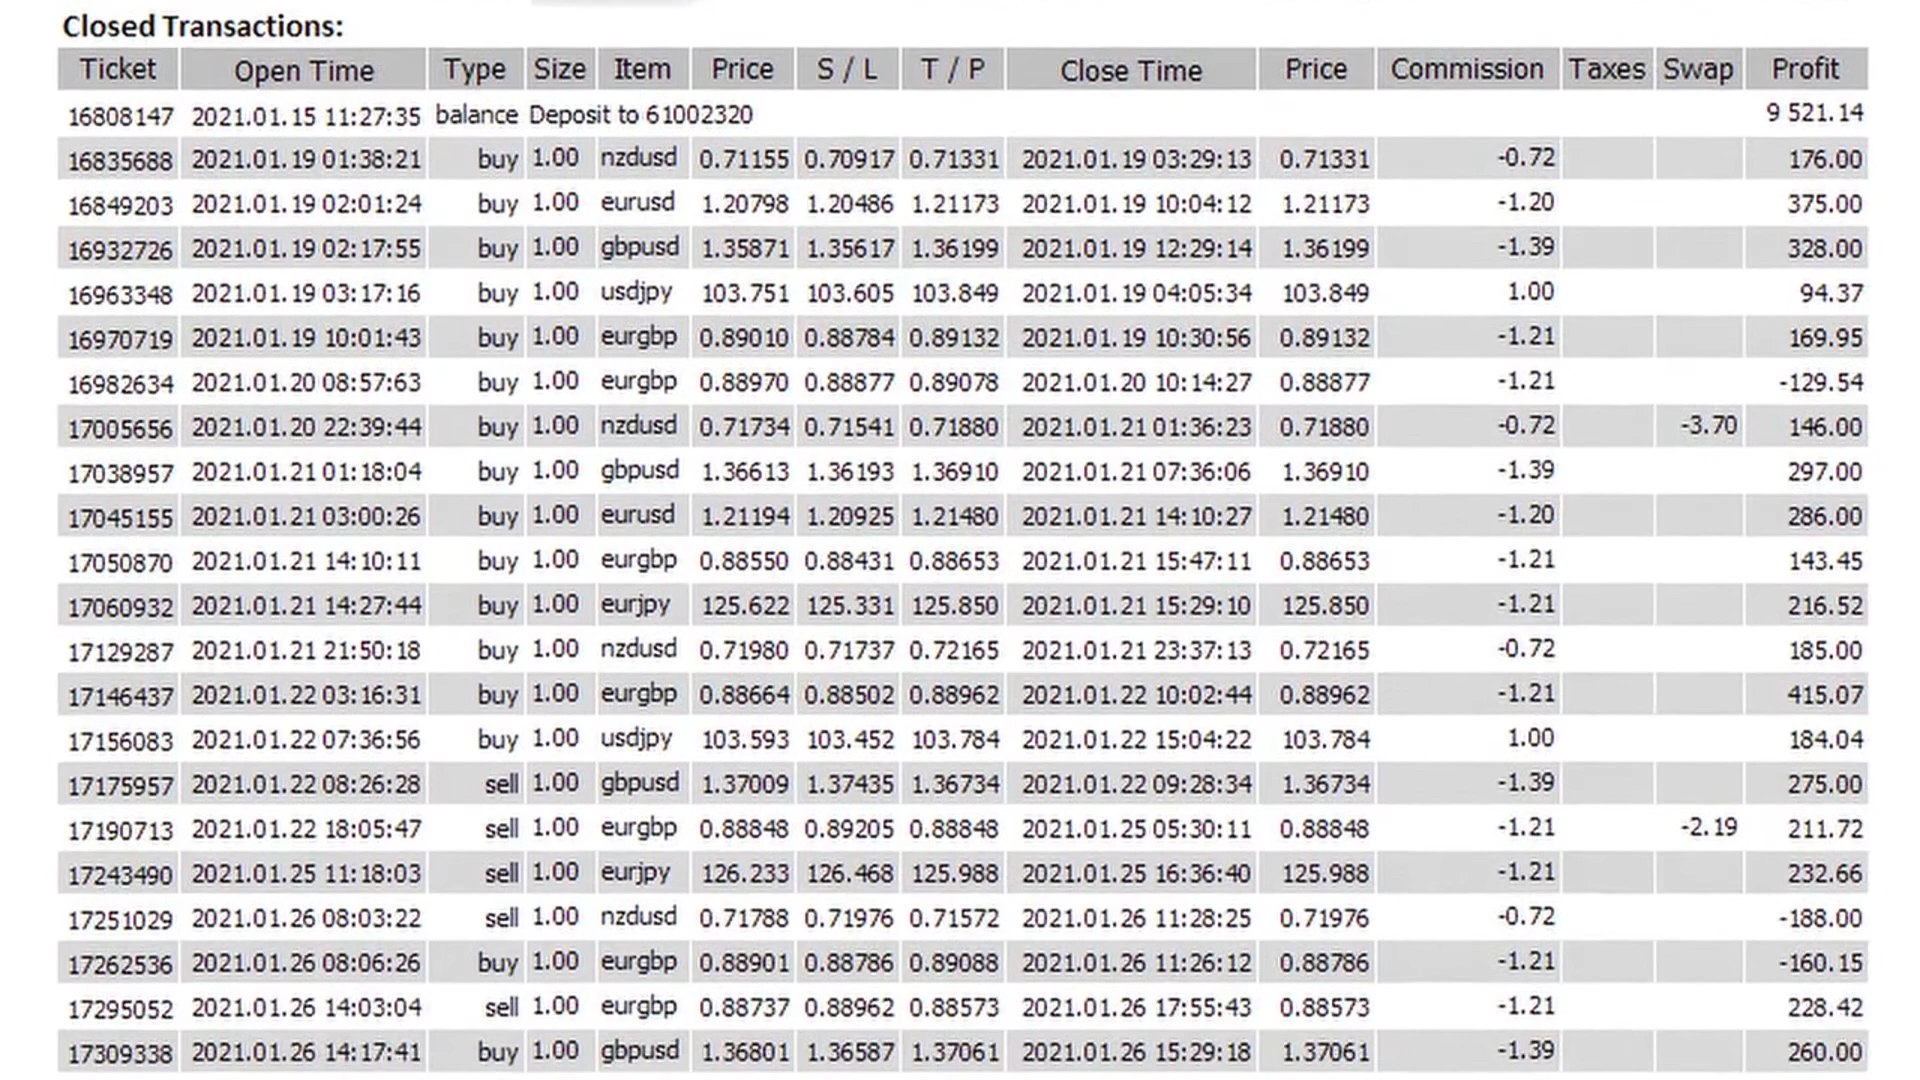 Closed Transactions:
Ticket Open Time Type Size Item Price S / L T / P Close Time Price Commission Taxes Swap Profit
16808147 2021.01.15 11:27:35 balance Deposit to 61002320 9 521.14
16835688 2021.01.19 01:38:21 buy 1.00 nzdusd 0.71155 0.70917 0.71331 2021.01.19 03:29:13 0.71331 -0.72 176.00
16849203 2021.01.19 02:01:24 buy 1.00 eurusd 1.20798 1.20486 1.21173 2021.01.19 10:04:12 1.21173 -1.20 375.00
16932726 2021.01.19 02:17:55 buy 1.00 gbpusd 1.35871 1.35617 1.36199 2021.01.19 12:29:14 1.36199 -1.39 328.00
16963348 2021.01.19 03:17:16 buy 1.00 usdjpy 103.751 103.605 103.849 2021.01.19 04:05:34 103.849 1.00 94.37
16970719 2021.01.19 10:01:43 buy 1.00 eurgbp 0.89010 0.88784 0.89132 2021.01.19 10:30:56 0.89132 -1.21 169.95
16982634 2021.01.20 08:57:63 buy 1.00 eurgbp 0.88970 0.88877 0.89078 2021.01.20 10:14:27 0.88877 -1.21 -129.54
17005656 2021.01.20 22:39:44 buy 1.00 nzdusd 0.71734 0.71541 0.71880 2021.01.21 01:36:23 0.71880 -0.72 -3.70 146.00
17038957 2021.01.21 01:18:04 buy 1.00 gbpusd 1.36613 1.36193 1.36910 2021.01.21 07:36:06 1.36910 -1.39 297.00
17045155 2021.01.21 03:00:26 buy 1.00 eurusd 1.21194 1.20925 1.21480 2021.01.21 14:10:27 1.21480 -1.20 286.00
17050870 2021.01.21 14:10:11 buy 1.00 eurgbp 0.88550 0.88431 0.88653 2021.01.21 15:47:11 0.88653 -1.21 143.45
17060932 2021.01.21 14:27:44 buy 1.00 eurjpy 125.622 125.331 125.850 2021.01.21 15:29:10 125.850 -1.21 216.52
17129287 2021.01.21 21:50:18 buy 1.00 nzdusd 0.71980 0.71737 0.72165 2021.01.21 23:37:13 0.72165 -0.72 185.00
17146437 2021.01.22 03:16:31 buy 1.00 eurgbp 0.88664 0.88502 0.88962 2021.01.22 10:02:44 0.88962 -1.21 415.07
17156083 2021.01.22 07:36:56 buy 1.00 usdjpy 103.593 103.452 103.784 2021.01.22 15:04:22 103.784 1.00 184.04
17175957 2021.01.22 08:26:28 sell 1.00 gbpusd 1.37009 1.37435 1.36734 2021.01.22 09:28:34 1.36734 -1.39 275.00
17190713 2021.01.22 18:05:47 sell 1.00 eurgbp 0.88848 0.89205 0.88848 2021.01.25 05:30:11 0.88848 -1.21 -2.19 211.72
17243490 2021.01.25 11:18:03 sell 1.00 eurjpy 126.233 126.468 125.988 2021.01.25 16:36:40 125.988 -1.21 232.66
17251029 2021.01.26 08:03:22 sell 1.00 nzdusd 0.71788 0.71976 0.71572 2021.01.26 11:28:25 0.71976 -0.72 -188.00
17262536 2021.01.26 08:06:26 buy 1.00 eurgbp 0.88901 0.88786 0.89088 2021.01.26 11:26:12 0.88786 -1.21 -160.15
17295052 2021.01.26 14:03:04 sell 1.00 eurgbp 0.88737 0.88962 0.88573 2021.01.26 17:55:43 0.88573 -1.21 228.42
17309338 2021.01.26 14:17:41 buy 1.00 gbpusd 1.36801 1.36587 1.37061 2021.01.26 15:29:18 1.37061 -1.39 260.00